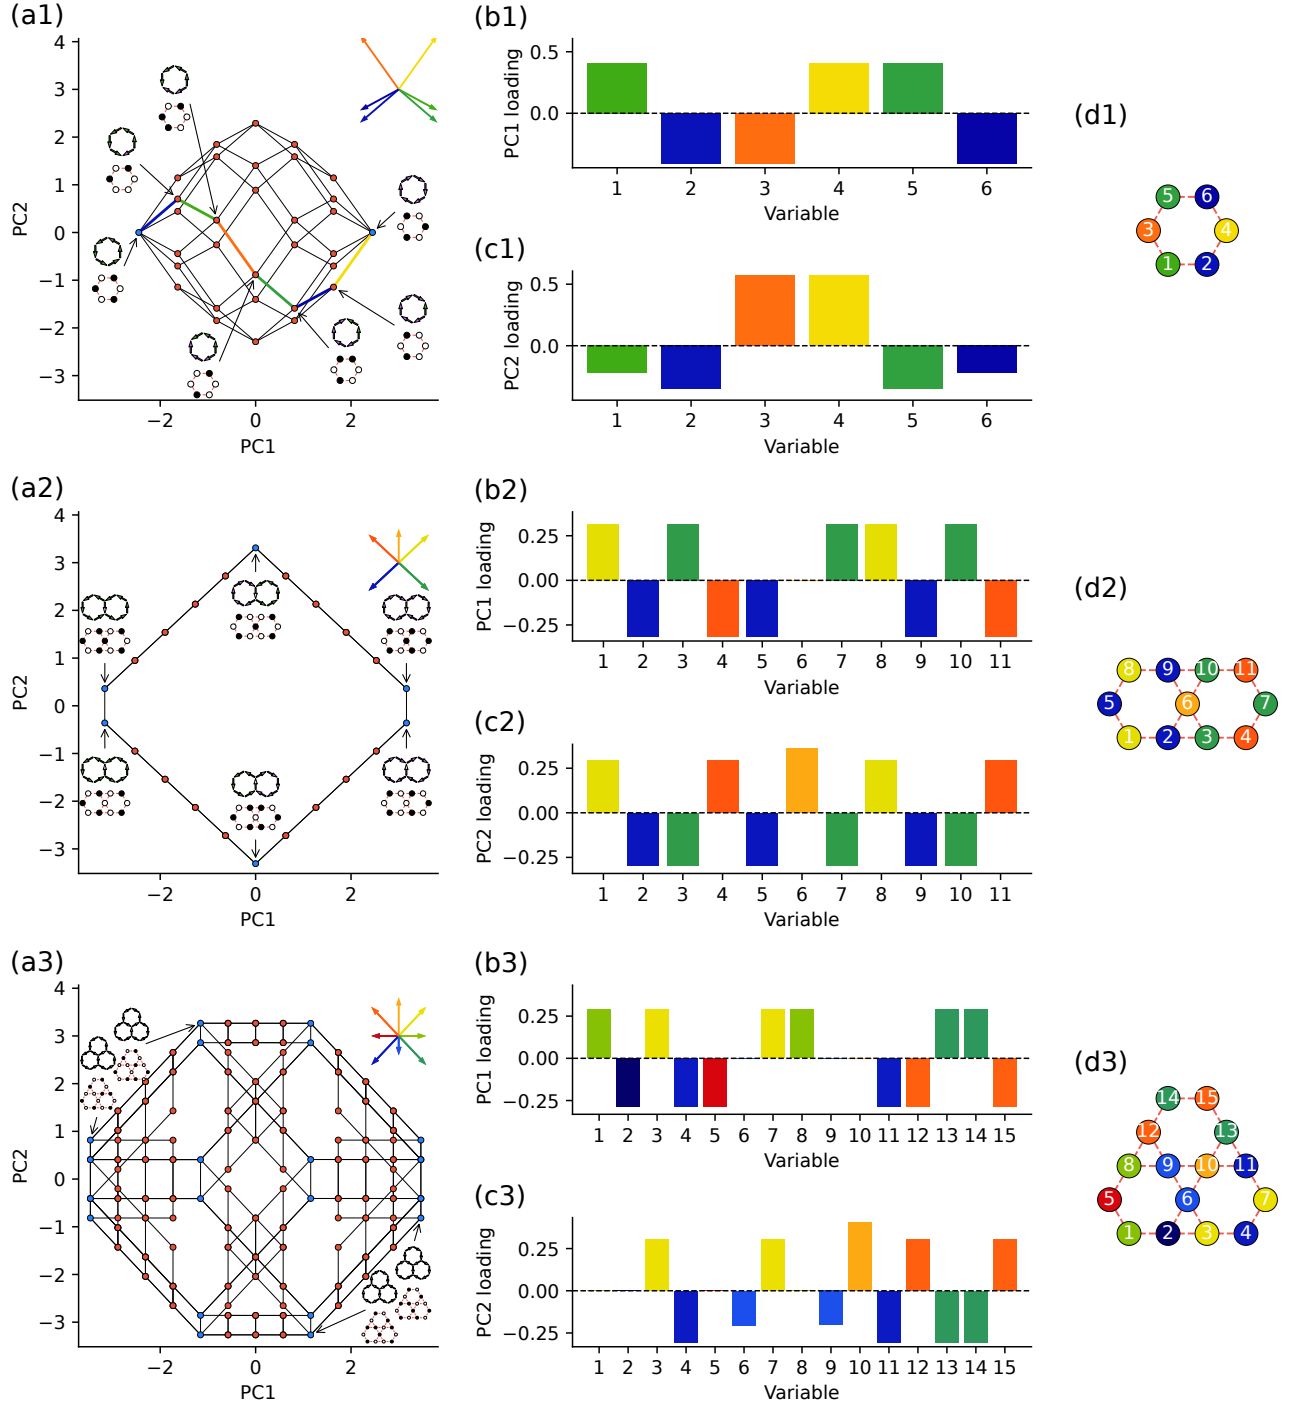 (a1)
4
3
2
1
0
−1
−2
−3
PC2
−2 0 2
PC1
(b1)
0.5
0.0
PC1 loading
1 2 3 4 5 6
Variable
(c1)
0.5
0.0
PC2 loading
1 2 3 4 5 6
Variable
(d1)
5 6
3 4
1 2
(a2)
4
3
2
1
0
−1
−2
−3
PC2
−2 0 2
PC1
(b2)
0.25
0.00
−0.25
PC1 loading
1 2 3 4 5 6 7 8 9 10 11
Variable
(c2)
0.25
0.00
−0.25
PC2 loading
1 2 3 4 5 6 7 8 9 10 11
Variable
(d2)
8 9 10 11
5 6 7
1 2 3 4
(a3)
4
3
2
1
0
−1
−2
−3
PC2
−2 0 2
PC1
(b3)
0.25
0.00
−0.25
PC1 loading
1 2 3 4 5 6 7 8 9 10 11 12 13 14 15
Variable
(c3)
0.25
0.00
−0.25
PC2 loading
1 2 3 4 5 6 7 8 9 10 11 12 13 14 15
Variable
(d3)
14 15
12 13
8 9 10 11
5 6 7
1 2 3 4